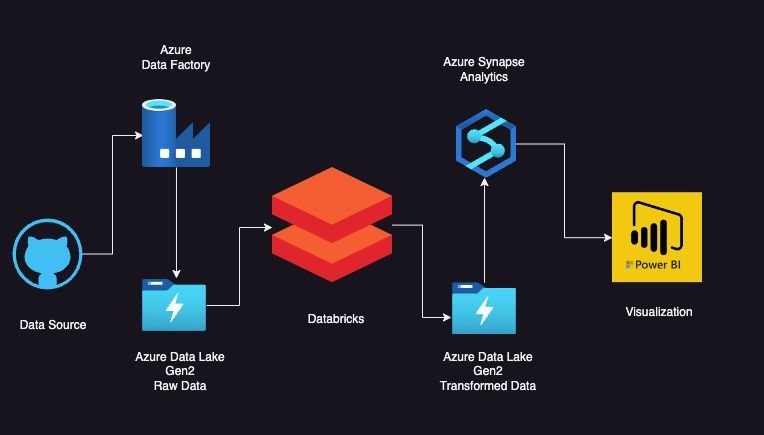 Azure
Data Factory
Azure Synapse
Analytics
Power BI
Data Source
Databricks
Visualization
Azure Data Lake
Gen2
Raw Data
Azure Data Lake
Gen2
Transformed Data